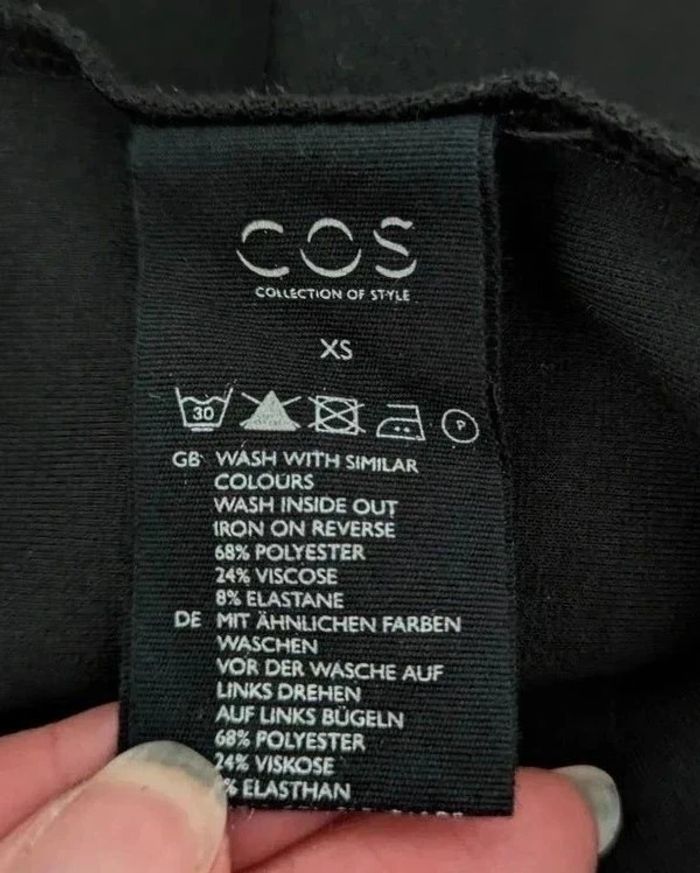 COS
COLLECTION OF STYLE
XS
30 P
GB WASH WITH SIMILAR
COLOURS
WASH INSIDE OUT
IRON ON REVERSE
68% POLYESTER
24% VISCOSE
8% ELASTANE
DE MIT ÄHNLICHEN FARBEN
WASCHEN
VOR DER WASCHE AUF
LINKS DREHEN
AUF LINKS BÜGELN
68% POLYESTER
24% VISKOSE
% ELASTHAN